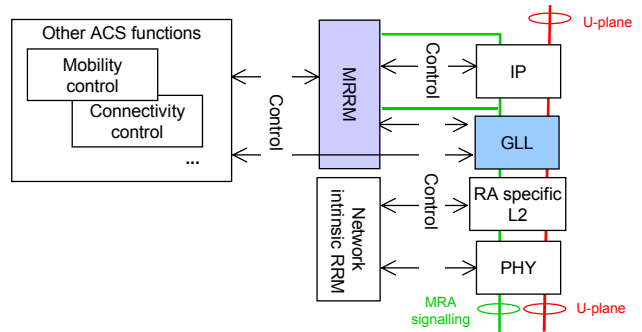 Other ACS functions
Mobility
control
Connectivity
control
...
Control
MRRM
Control
IP
U-plane
GLL
Network
intrinsic RRM
Control
RA specific
L2
PHY
MRA
signalling
U-plane